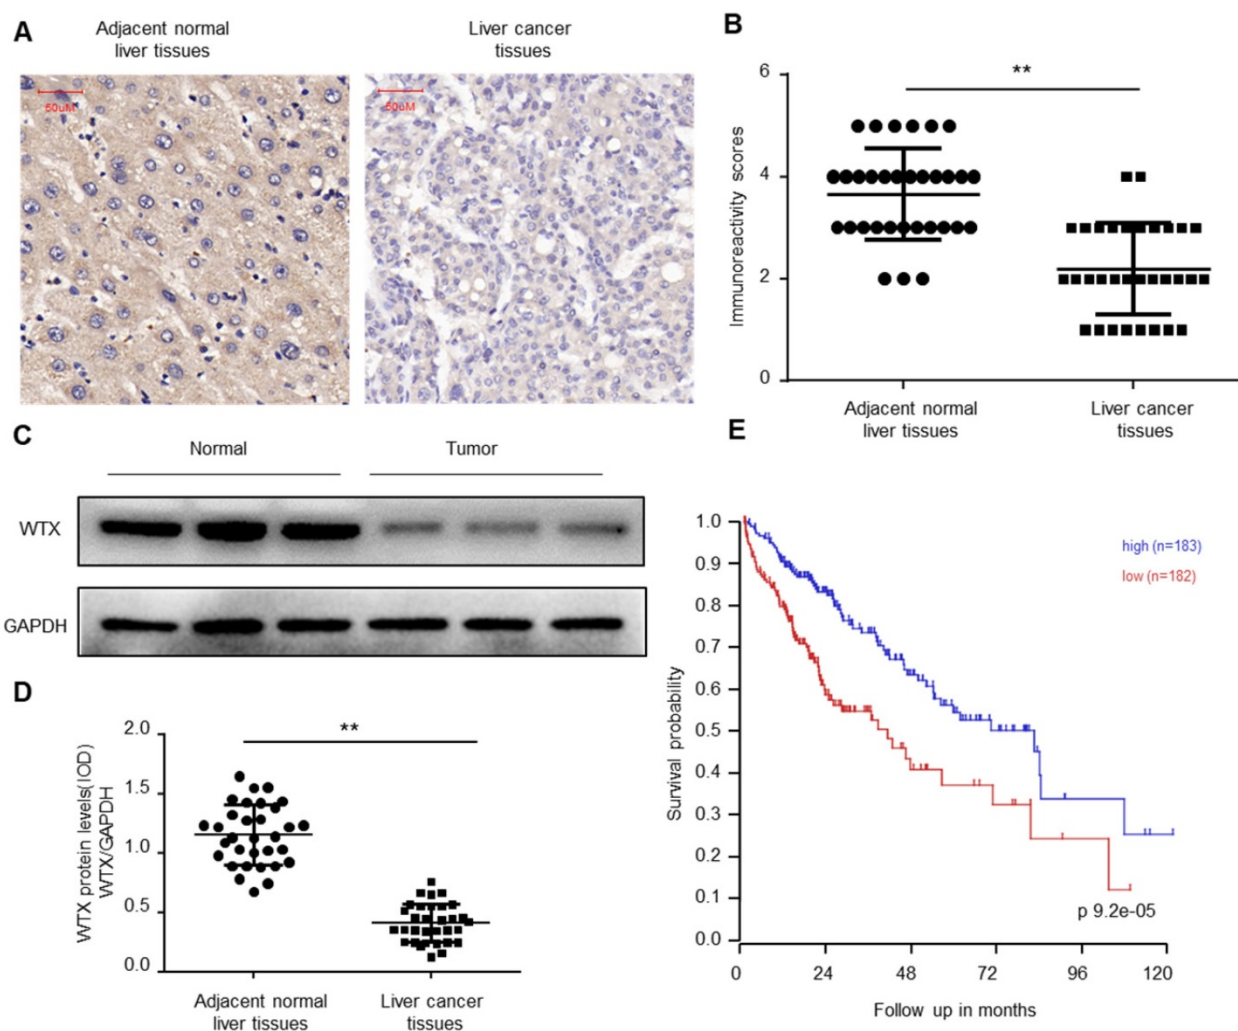 A
Adjacent normal
liver tissues
Liver cancer
tissues
50uM
50uM
B
**
Immunoreactivity scores
6
4
2
0
Adjacent normal
liver tissues
Liver cancer
tissues
C
Normal
Tumor
WTX
GAPDH
D
**
WTX protein levels(IOD)
WTX/GAPDH
2.0
1.5
1.0
0.5
0.0
Adjacent normal
liver tissues
Liver cancer
tissues
E
high (n=183)
low (n=182)
Survival probability
1.0
0.9
0.8
0.7
0.6
0.5
0.4
0.3
0.2
0.1
0.0
p 9.2e-05
0 24 48 72 96 120
Follow up in months